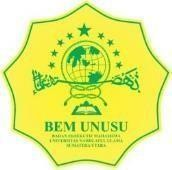 BEM UNUSU
BADAN EKSEKUTIF MAHASISWA
UNIVERSITAS NAHDLATUL ULAMA
SUMATERA UTARA